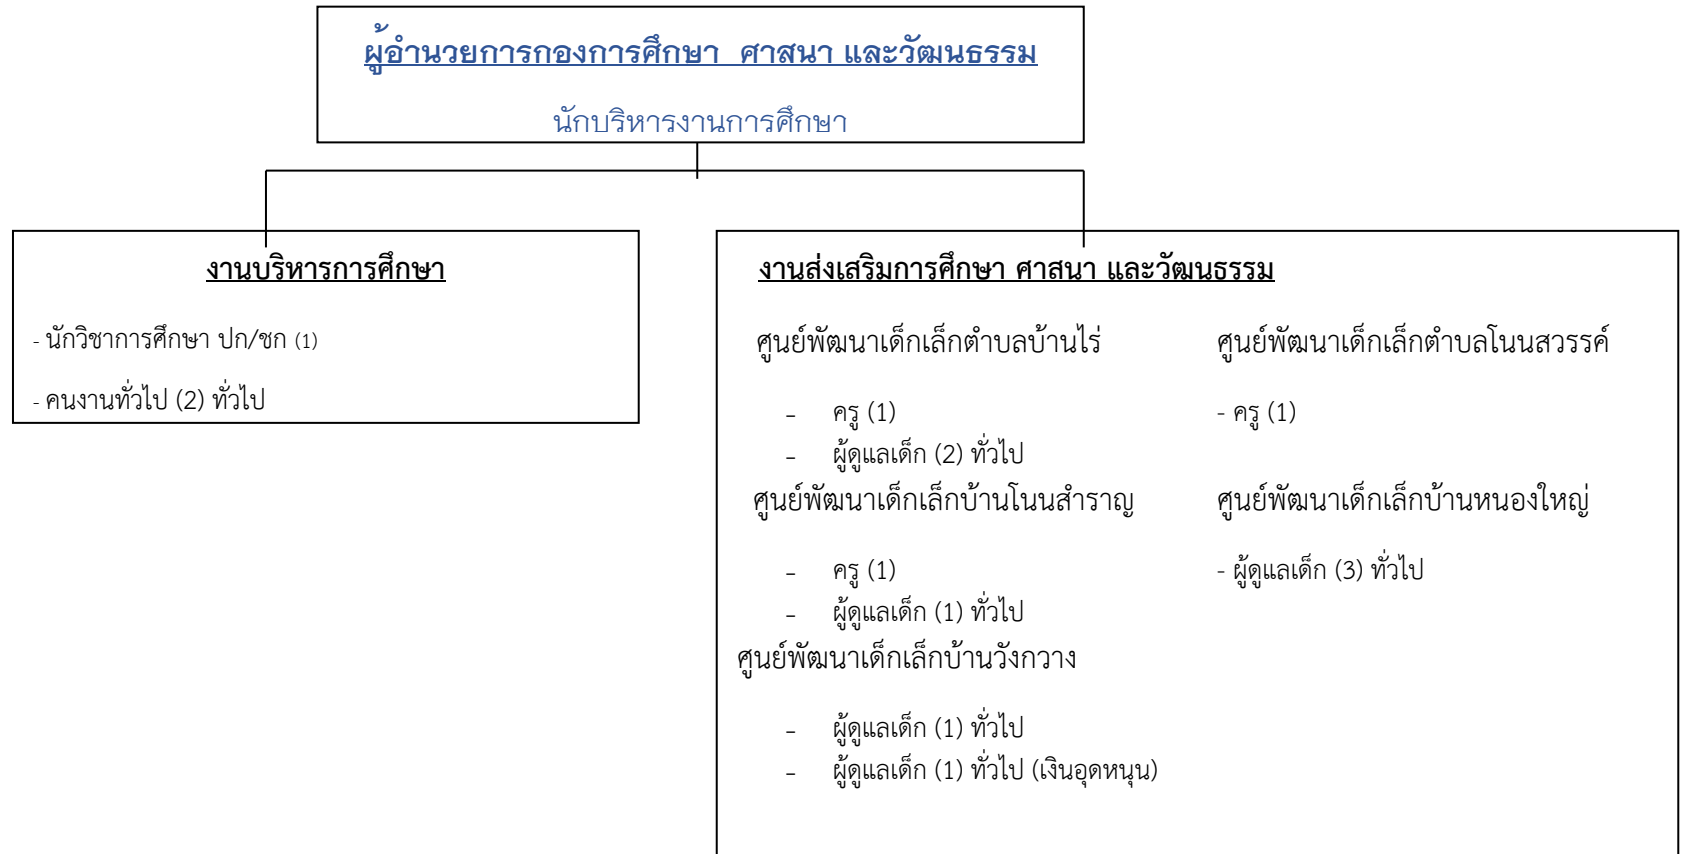 ผู้อำนวยการกองการศึกษา ศาสนา และวัฒนธรรม
นักบริหารงานการศึกษา
งานบริหารการศึกษา
- นักวิชาการศึกษา ปก/ชก (1)
- คนงานทั่วไป (2) ทั่วไป
งานส่งเสริมการศึกษา ศาสนา และวัฒนธรรม
ศูนย์พัฒนาเด็กเล็กตำบลบ้านไร่
- ครู (1)
- ผู้ดูแลเด็ก (2) ทั่วไป
ศูนย์พัฒนาเด็กเล็กบ้านโนนสำราญ
- ครู (1)
- ผู้ดูแลเด็ก (1) ทั่วไป
ศูนย์พัฒนาเด็กเล็กบ้านวังกวาง
- ผู้ดูแลเด็ก (1) ทั่วไป
- ผู้ดูแลเด็ก (1) ทั่วไป (เงินอุดหนุน)
ศูนย์พัฒนาเด็กเล็กตำบลโนนสวรรค์
- ครู (1)
ศูนย์พัฒนาเด็กเล็กบ้านหนองใหญ่
- ผู้ดูแลเด็ก (3) ทั่วไป